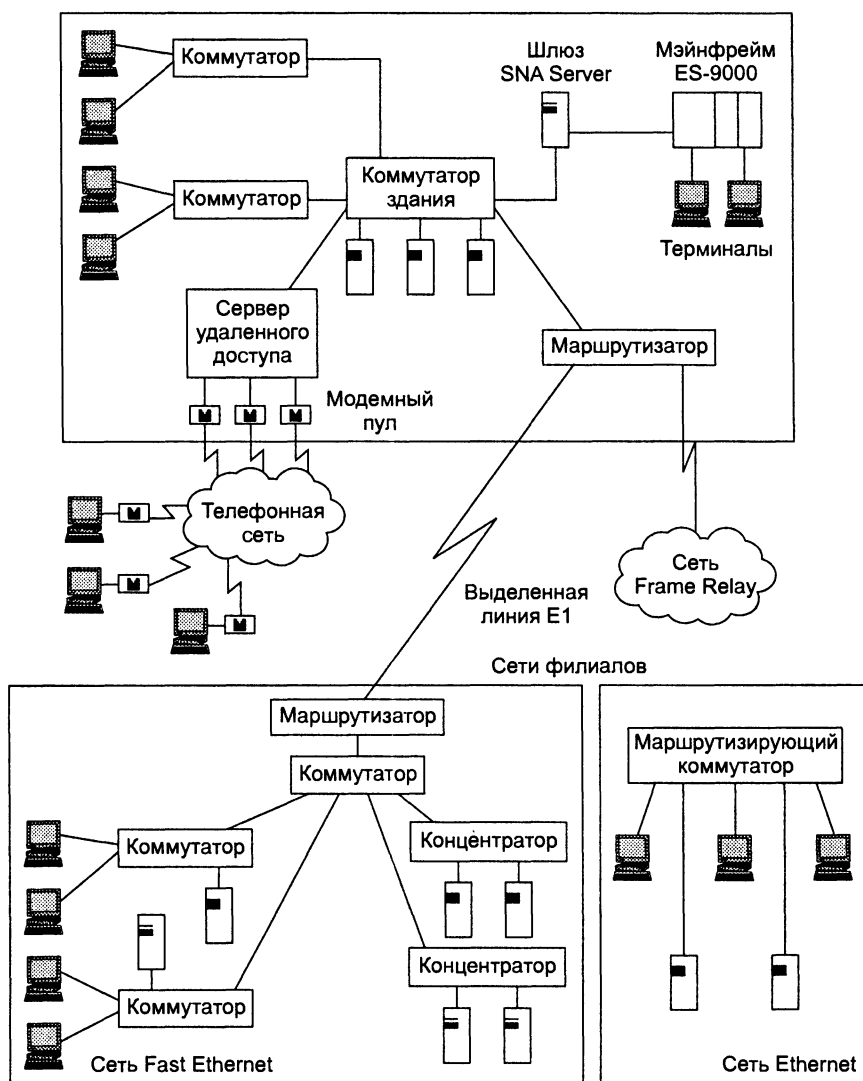 Коммутатор
Шлюз
SNA Server
Мэйнфрейм
ES-9000
Коммутатор
Коммутатор
здания
Терминалы
Сервер
удаленного
доступа
Маршрутизатор
Модемный
пул
М
М
М
Телефонная
сеть
М
М
М
Сеть
Frame Relay
Выделенная
линия E1
Сети филиалов
Маршрутизатор
Коммутатор
Маршрутизирующий
коммутатор
Коммутатор
Концентратор
Концентратор
Коммутатор
Сеть Fast Ethernet
Сеть Ethernet